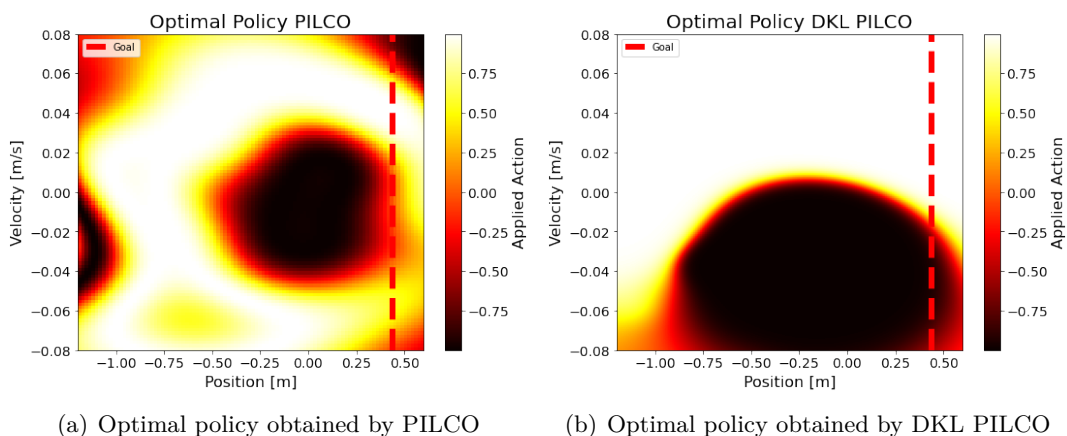 Optimal Policy PILCO
Goal
0.08
0.06
0.04
0.02
0.00
−0.02
−0.04
−0.06
−0.08
Velocity [m/s]
−1.00 −0.75 −0.50 −0.25 0.00 0.25 0.50
Position [m]
0.75
0.50
0.25
0.00
−0.25
−0.50
−0.75
Applied Action
(a) Optimal policy obtained by PILCO
Optimal Policy DKL PILCO
Goal
0.08
0.06
0.04
0.02
0.00
−0.02
−0.04
−0.06
−0.08
Velocity [m/s]
−1.00 −0.75 −0.50 −0.25 0.00 0.25 0.50
Position [m]
0.75
0.50
0.25
0.00
−0.25
−0.50
−0.75
Applied Action
(b) Optimal policy obtained by DKL PILCO